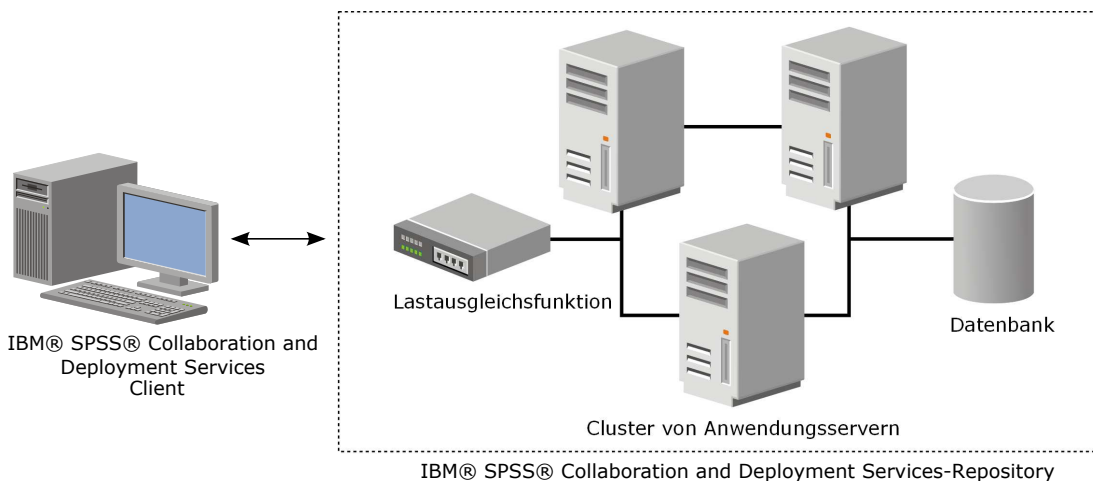 IBM® SPSS® Collaboration and
Deployment Services
Client
Lastausgleichsfunktion
Cluster von Anwendungsservern
Datenbank
IBM® SPSS® Collaboration and Deployment Services-Repository